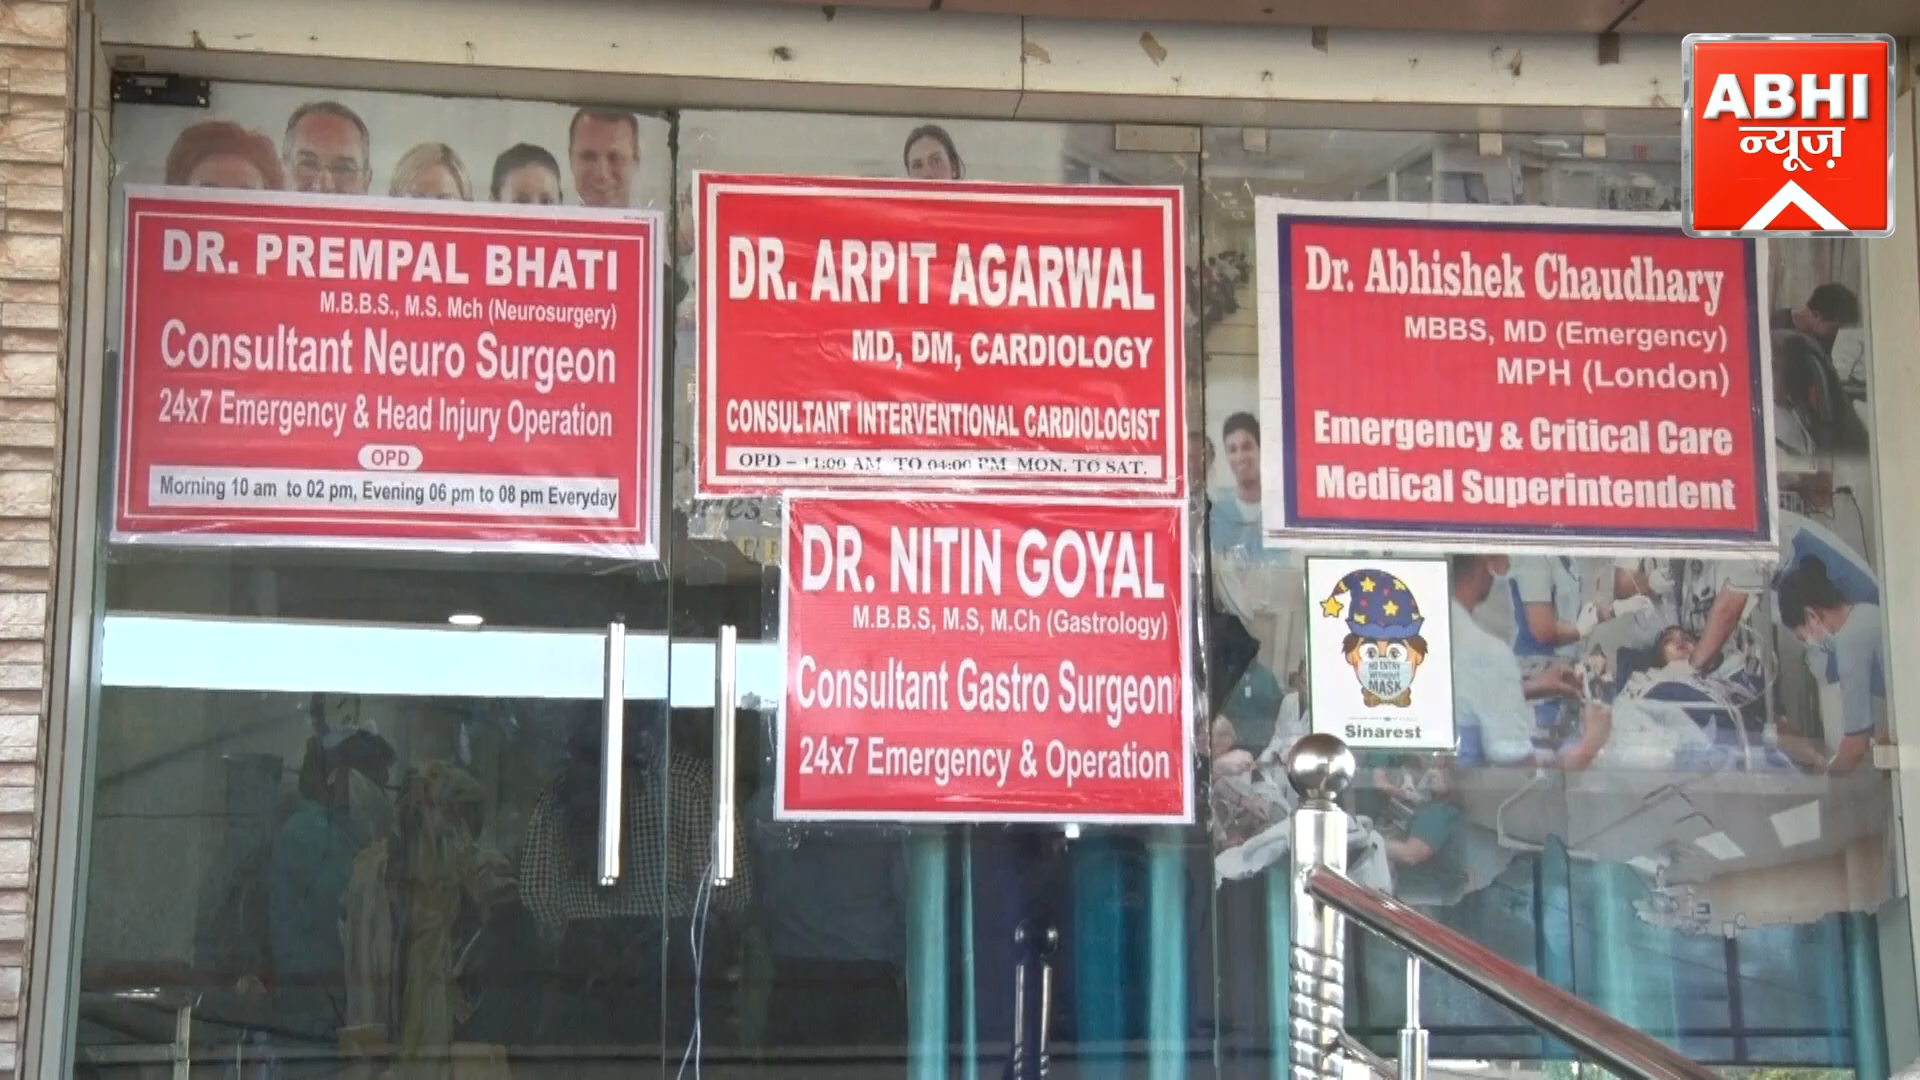 DR. PREMPAL BHATI
M.B.B.S., M.S. Mch (Neurosurgery)
Consultant Neuro Surgeon
24x7 Emergency & Head Injury Operation
OPD
Morning 10 am to 02 pm, Evening 06 pm to 08 pm Everyday
DR. ARPIT AGARWAL
MD, DM, CARDIOLOGY
CONSULTANT INTERVENTIONAL CARDIOLOGIST
OPD – 11:00 AM TO 04:00 PM MON. TO SAT.
DR. NITIN GOYAL
M.B.B.S, M.S, M.Ch (Gastrology)
Consultant Gastro Surgeon
24x7 Emergency & Operation
Dr. Abhishek Chaudhary
MBBS, MD (Emergency)
MPH (London)
Emergency & Critical Care
Medical Superintendent
NO ENTRY
WITHOUT
MASK
Sinarest
ABHI
न्यूज़